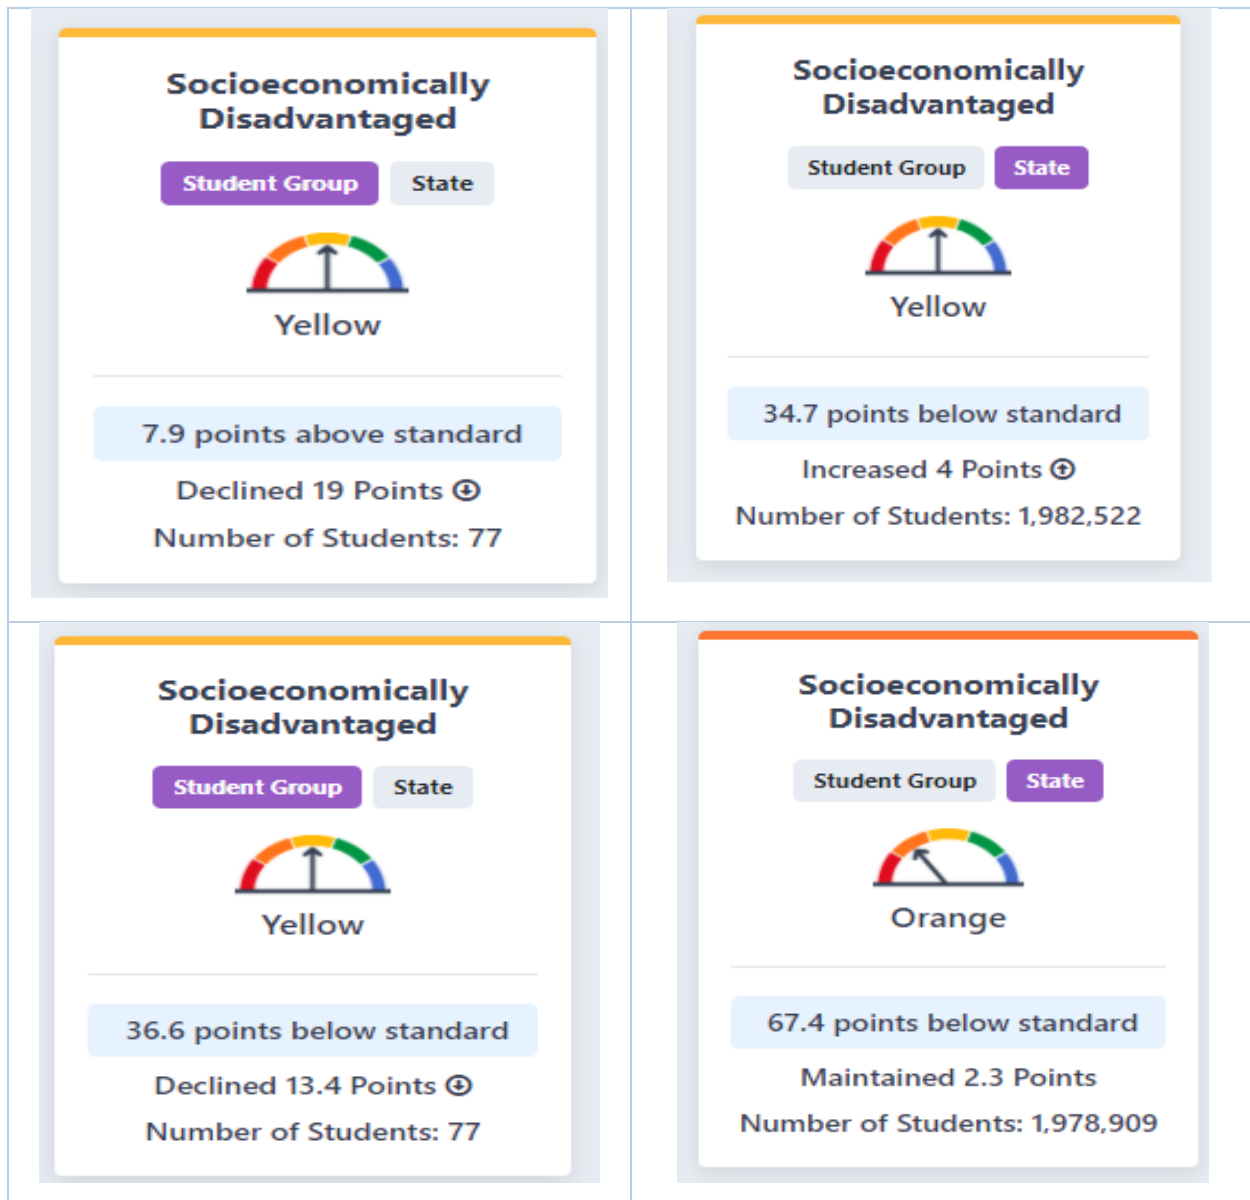 Socioeconomically
Disadvantaged
Student Group State
Yellow
7.9 points above standard
Declined 19 Points
Number of Students: 77
Socioeconomically
Disadvantaged
Student Group State
Yellow
34.7 points below standard
Increased 4 Points
Number of Students: 1,982,522
Socioeconomically
Disadvantaged
Student Group State
Yellow
36.6 points below standard
Declined 13.4 Points
Number of Students: 77
Socioeconomically
Disadvantaged
Student Group State
Orange
67.4 points below standard
Maintained 2.3 Points
Number of Students: 1,978,909